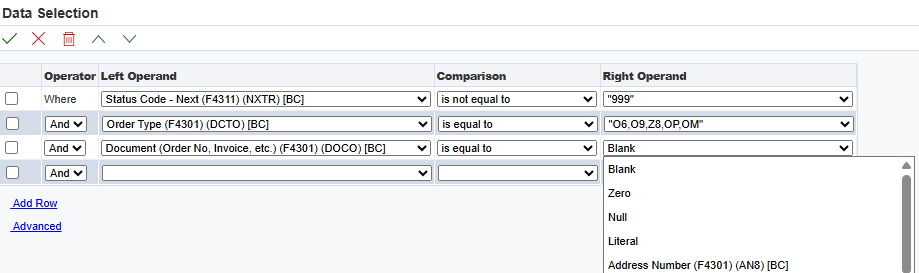 Data Selection
Operator Left Operand Comparison Right Operand
Where Status Code - Next (F4311) (NXTR) [BC] is not equal to "999"
And Order Type (F4301) (DCTO) [BC] is equal to "O6,O9,Z8,OP,OM"
And Document (Order No, Invoice, etc.) (F4301) (DOCO) [BC] is equal to Blank
And
Blank
Zero
Null
Literal
Address Number (F4301) (AN8) [BC]
Add Row
Advanced